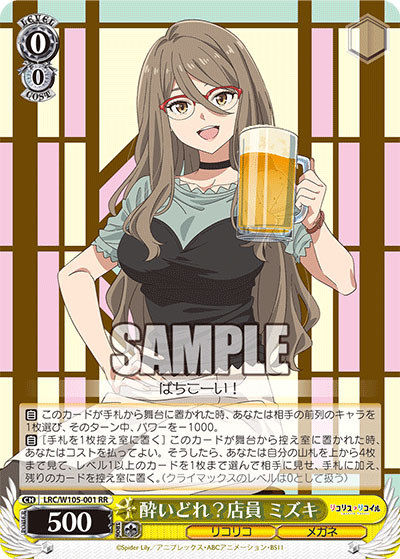 LEVEL
0
0
COST
SAMPLE
ばちこーい!
自 このカードが手札から舞台に置かれた時、あなたは相手の前列のキャラを
1枚選び、そのターン中、パワーを-1000。
自 [手札を1枚控え室に置く] このカードが舞台から控え室に置かれた時、
あなたはコストを払ってよい。そうしたら、あなたは自分の山札を上から4枚
まで見て、レベル1以上のカードを1枚まで選んで相手に見せ、手札に加え、
残りのカードを控え室に置く。(クライマックスのレベルは0として扱う)
CH LRC/W105-001 RR
500
酔いどれ?店員 ミズキ
リコリス・リコイル
リコリコ
メガネ
©Spider Lily/アニプレックス・ABCアニメーション・BS11